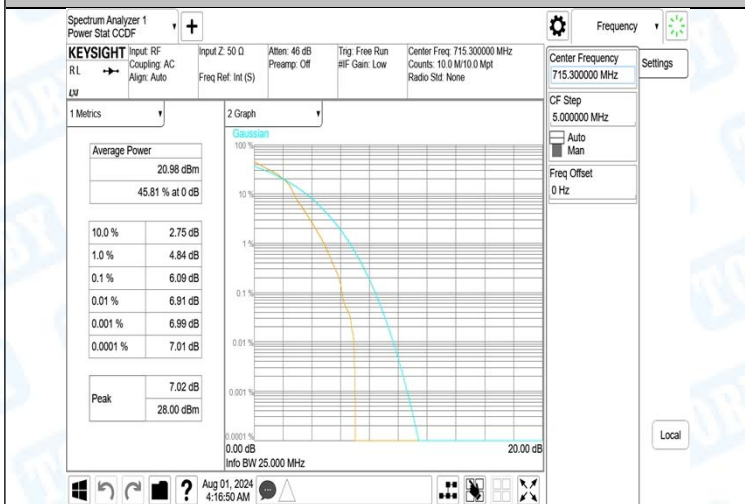 Spectrum Analyzer 1
Power Stat CCDF
Frequency
KEYSIGHT
RL
Input: RF
Coupling: AC
Align: Auto
Input Z: 50 Ω
Freq Ref: Int (S)
Atten: 46 dB
Preamp: Off
Trig: Free Run
#IF Gain: Low
Center Freq: 715.300000 MHz
Counts: 10.0 M/10.0 Mpt
Radio Std: None
Center Frequency
715.300000 MHz
Settings
CF Step
5.000000 MHz
Auto
Man
Freq Offset
0 Hz
1 Metrics
Average Power
20.98 dBm
45.81 % at 0 dB
10.0 % 2.75 dB
1.0 % 4.84 dB
0.1 % 6.09 dB
0.01 % 6.91 dB
0.001 % 6.99 dB
0.0001 % 7.01 dB
Peak 7.02 dB
28.00 dBm
2 Graph
Gaussian
100 %
10 %
1 %
0.1 %
0.01 %
0.001 %
0.0001 %
0.00 dB 20.00 dB
Info BW 25.000 MHz
Local
?
Aug 01, 2024
4:16:50 AM